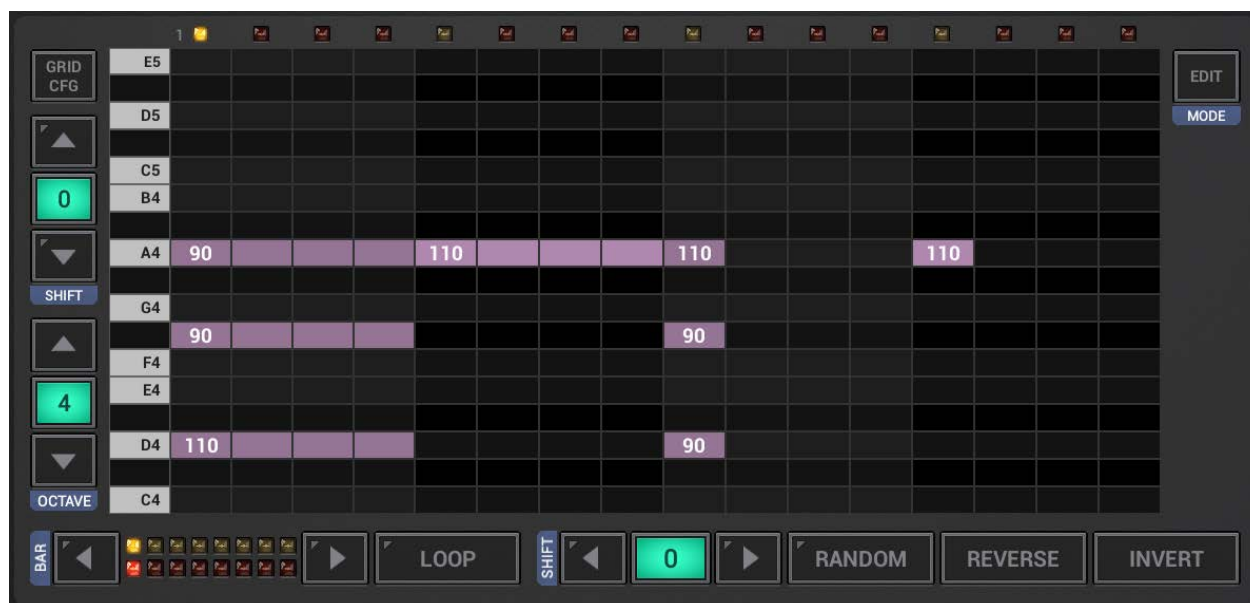 1
GRID
CFG
E5
EDIT
MODE
D5
C5
0
B4
A4 90 110 110 110
SHIFT
G4
90 90
F4
4
E4
D4 110 90
OCTAVE
C4
BAR
LOOP
SHIFT
0
RANDOM
REVERSE
INVERT